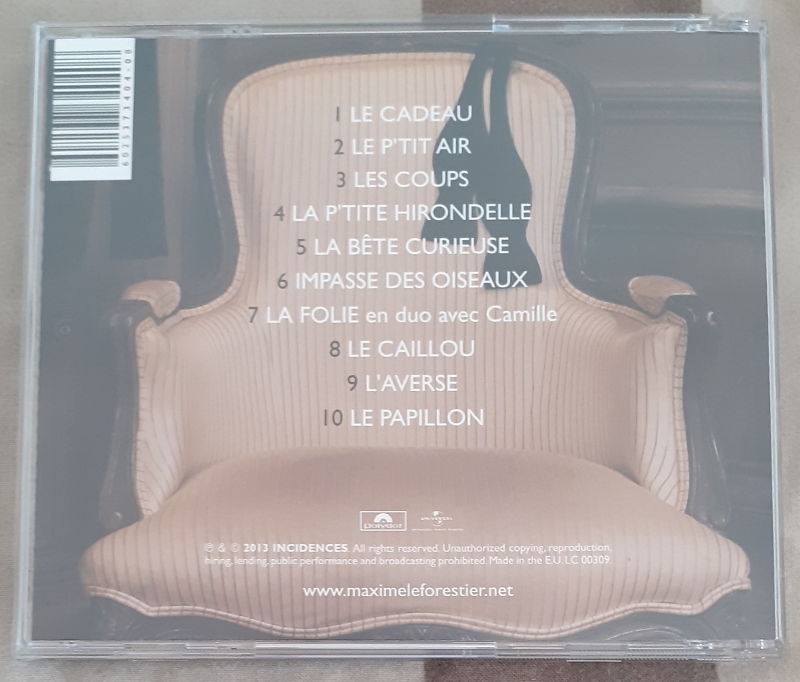 1 LE CADEAU
2 LE P'TIT AIR
3 LES COUPS
4 LA P'TITE HIRONDELLE
5 LA BÊTE CURIEUSE
6 IMPASSE DES OISEAUX
7 LA FOLIE en duo avec Camille
8 LE CAILLOU
9 L'AVERSE
10 LE PAPILLON
polydor
UNIVERSAL
℗ & © 2013 INCIDENCES. All rights reserved. Unauthorized copying, reproduction,
hiring, lending, public performance and broadcasting prohibited. Made in the E.U. LC 00309.
www.maximeleforestier.net